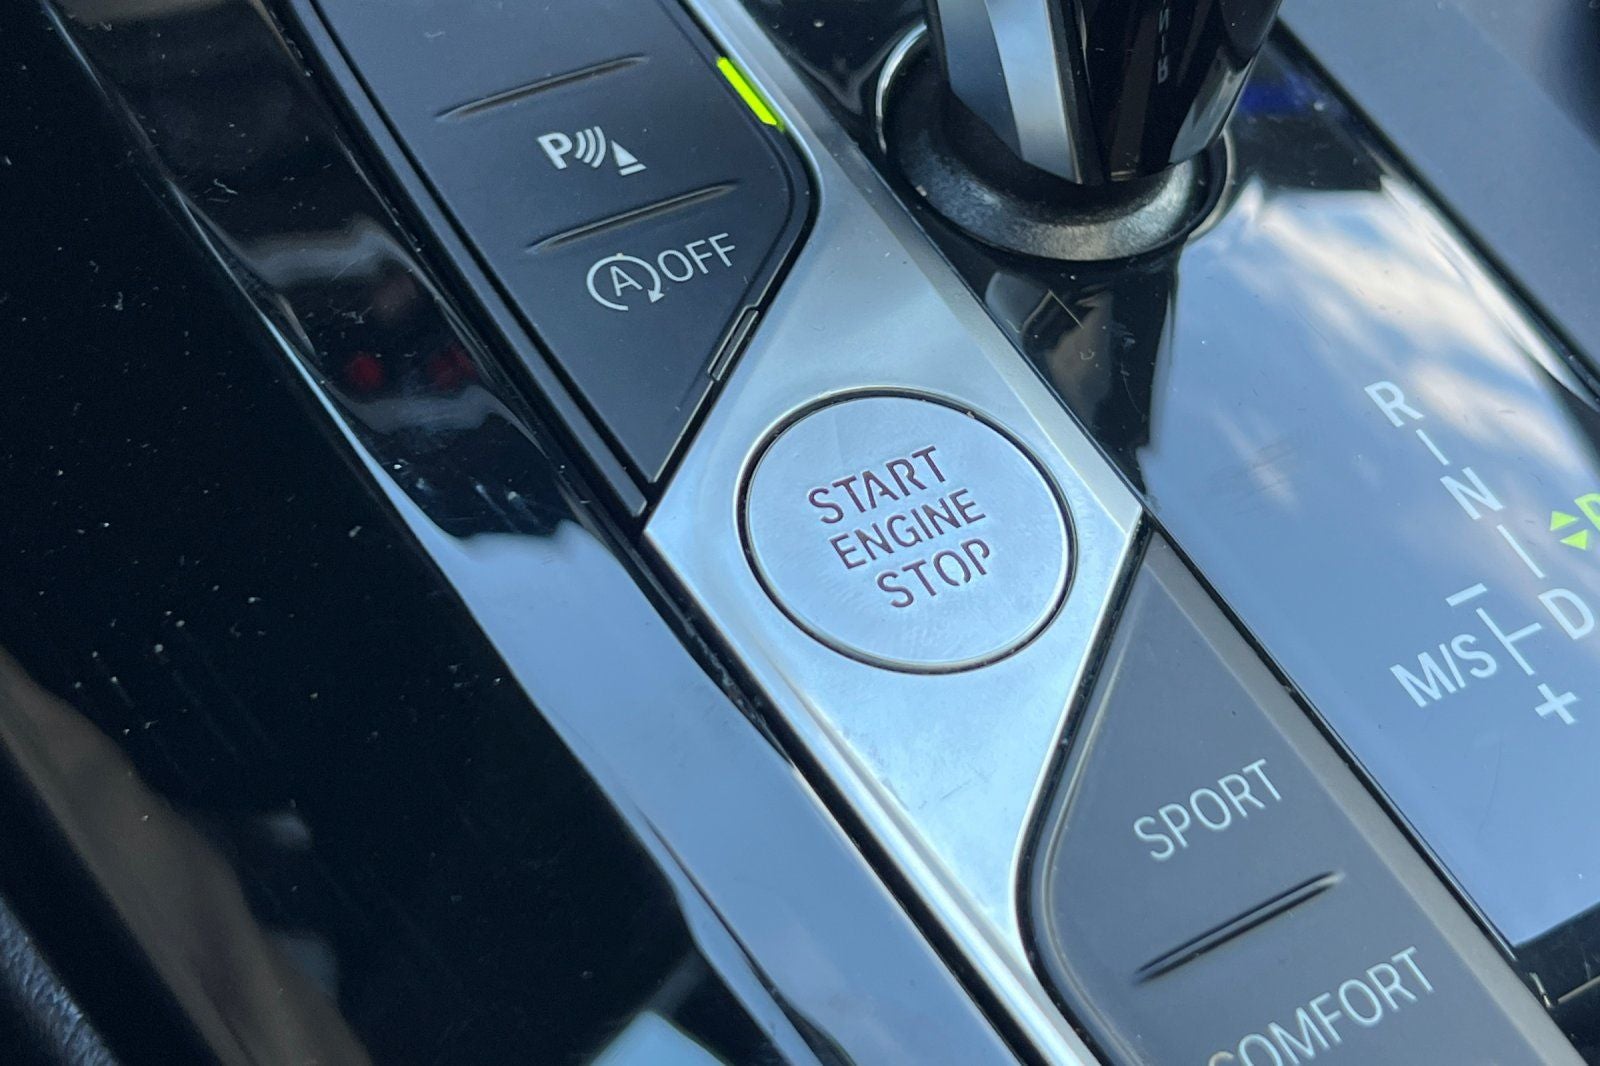 P
A OFF
START
ENGINE
STOP
R
N
D
M/S
+
P
SPORT
COMFORT